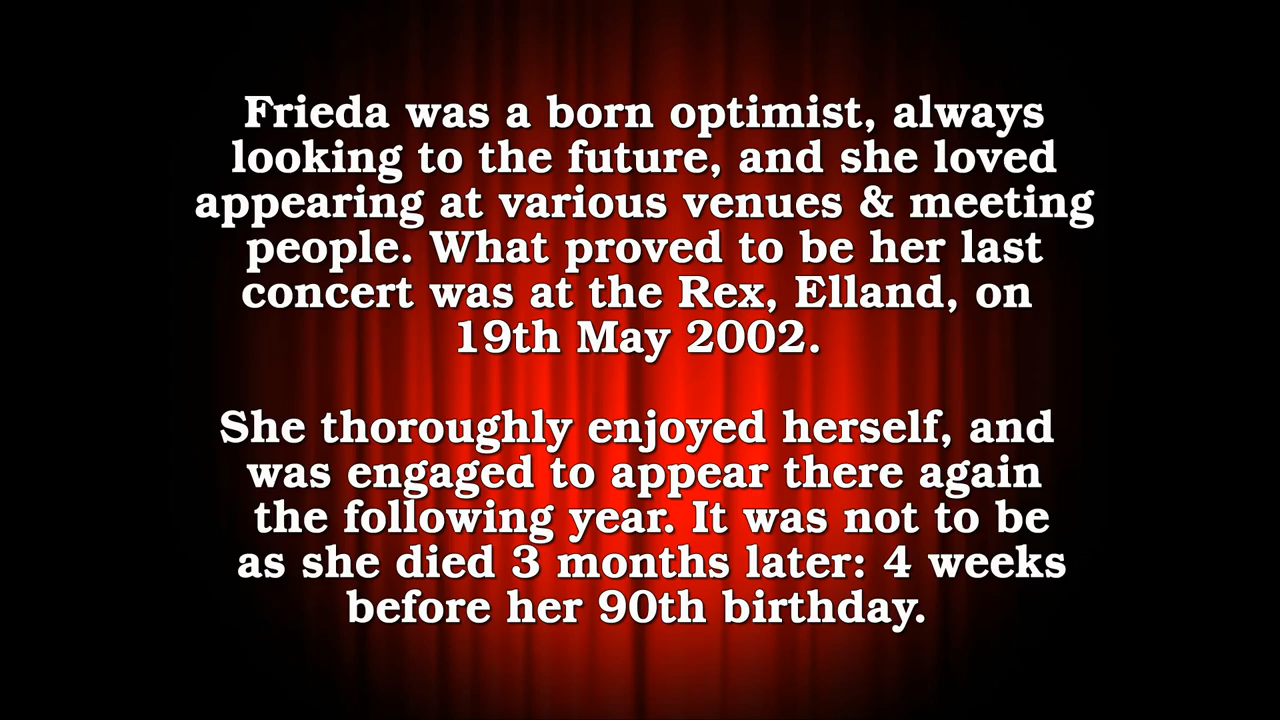 Frieda was a born optimist, always
looking to the future, and she loved
appearing at various venues & meeting
people. What proved to be her last
concert was at the Rex, Elland, on
19th May 2002.
She thoroughly enjoyed herself, and
was engaged to appear there again
the following year. It was not to be
as she died 3 months later: 4 weeks
before her 90th birthday.